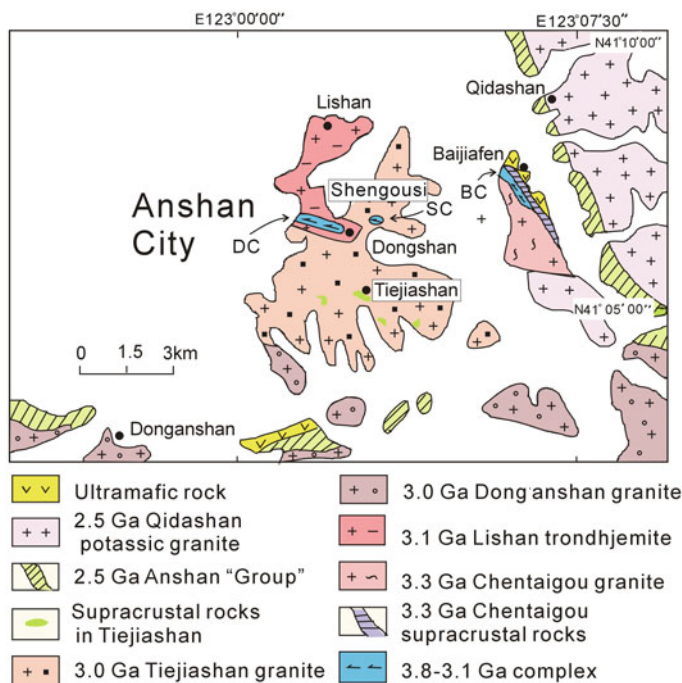 E123°00′00″
E123°07′30″
N41°10′00″
Qidashan
Lishan
Baijiafen
Shengousi
BC
SC
Anshan
City
DC
Dongshan
Tiejiashan
N41°05′00″
0 1.5 3km
Donganshan
Ultramafic rock
2.5 Ga Qidashan
potassic granite
2.5 Ga Anshan “Group”
Supracrustal rocks
in Tiejiashan
3.0 Ga Tiejiashan granite
3.0 Ga Dong'anshan granite
3.1 Ga Lishan trondhjemite
3.3 Ga Chentaigou granite
3.3 Ga Chentaigou
supracrustal rocks
3.8-3.1 Ga complex